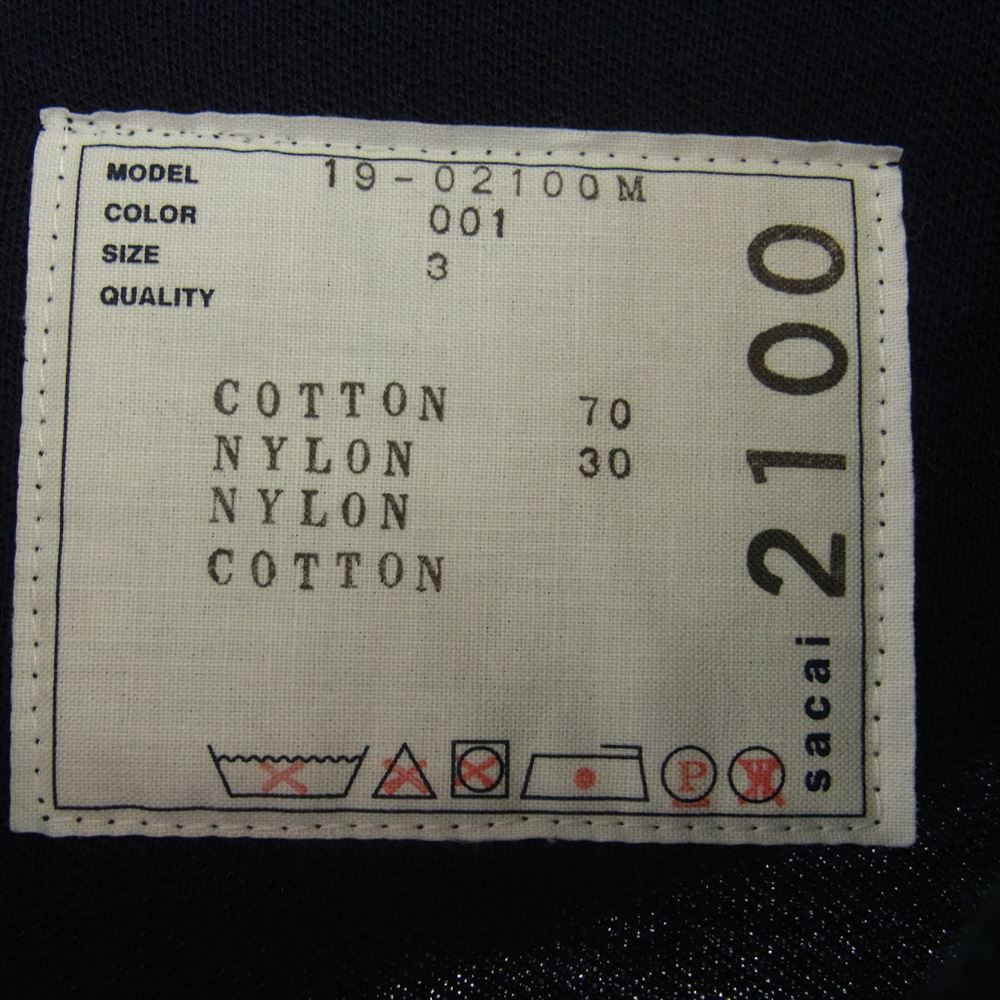 MODEL 19-02100M
COLOR 001
SIZE 3
QUALITY
COTTON 70
NYLON 30
NYLON
COTTON
P W
sacai 2100